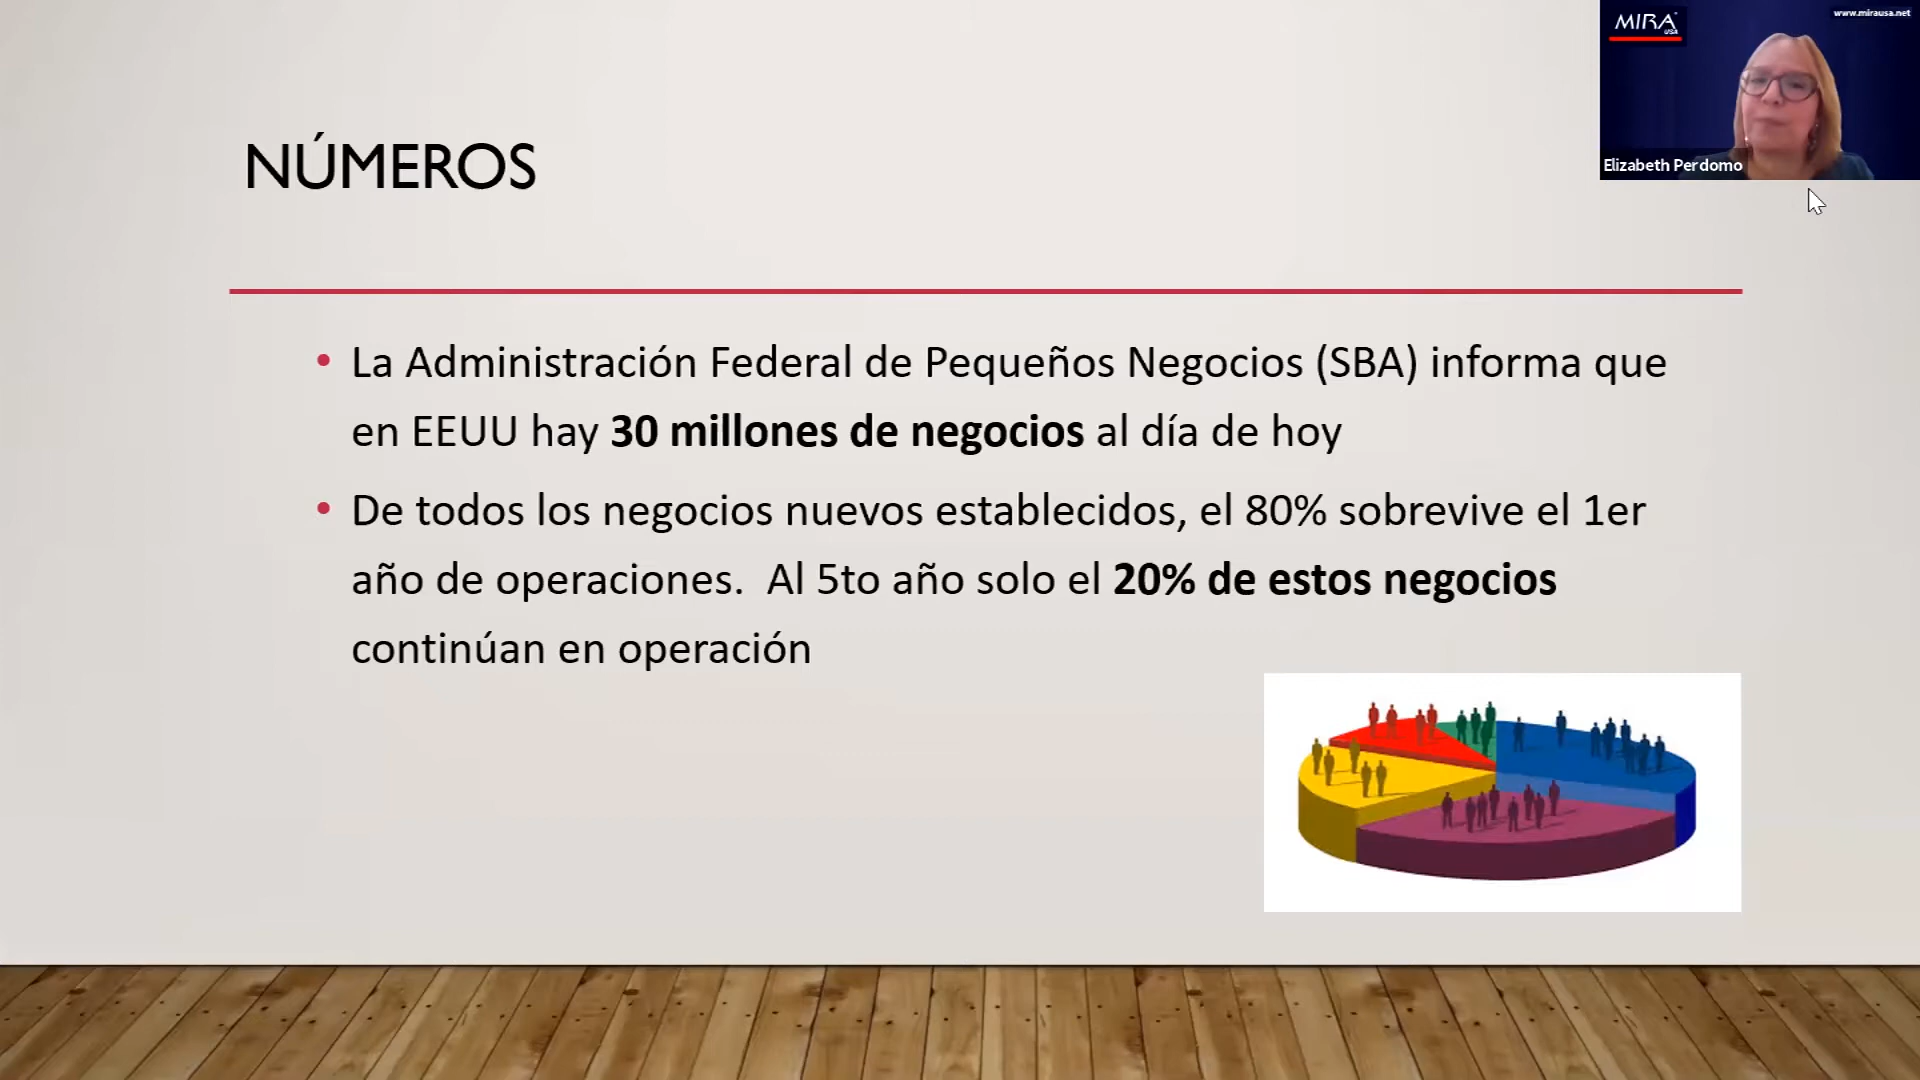 MIRA
USA
www.mirausa.net
Elizabeth Perdomo
NÚMEROS
• La Administración Federal de Pequeños Negocios (SBA) informa que
en EEUU hay 30 millones de negocios al día de hoy
• De todos los negocios nuevos establecidos, el 80% sobrevive el 1er
año de operaciones.  Al 5to año solo el 20% de estos negocios
continúan en operación